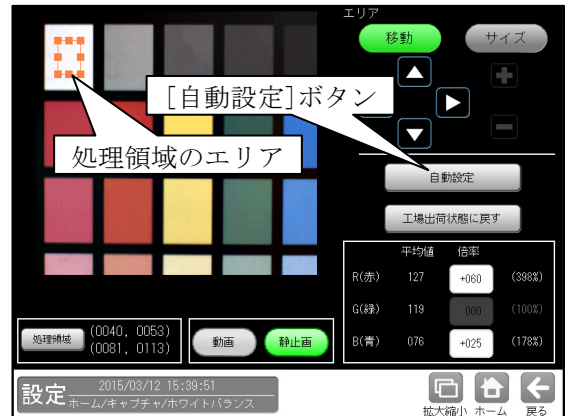 エリア
移動
サイズ
[自動設定]ボタン
処理領域のエリア
自動設定
工場出荷状態に戻す
平均値 倍率
R(赤) 127 +060 (398%)
G(緑) 119 000 (100%)
B(青) 076 +025 (178%)
処理領域
(0040, 0053)
(0081, 0113)
動画
静止画
設定
2015/03/12 15:39:51
ホーム/キャプチャ/ホワイトバランス
拡大縮小 ホーム 戻る